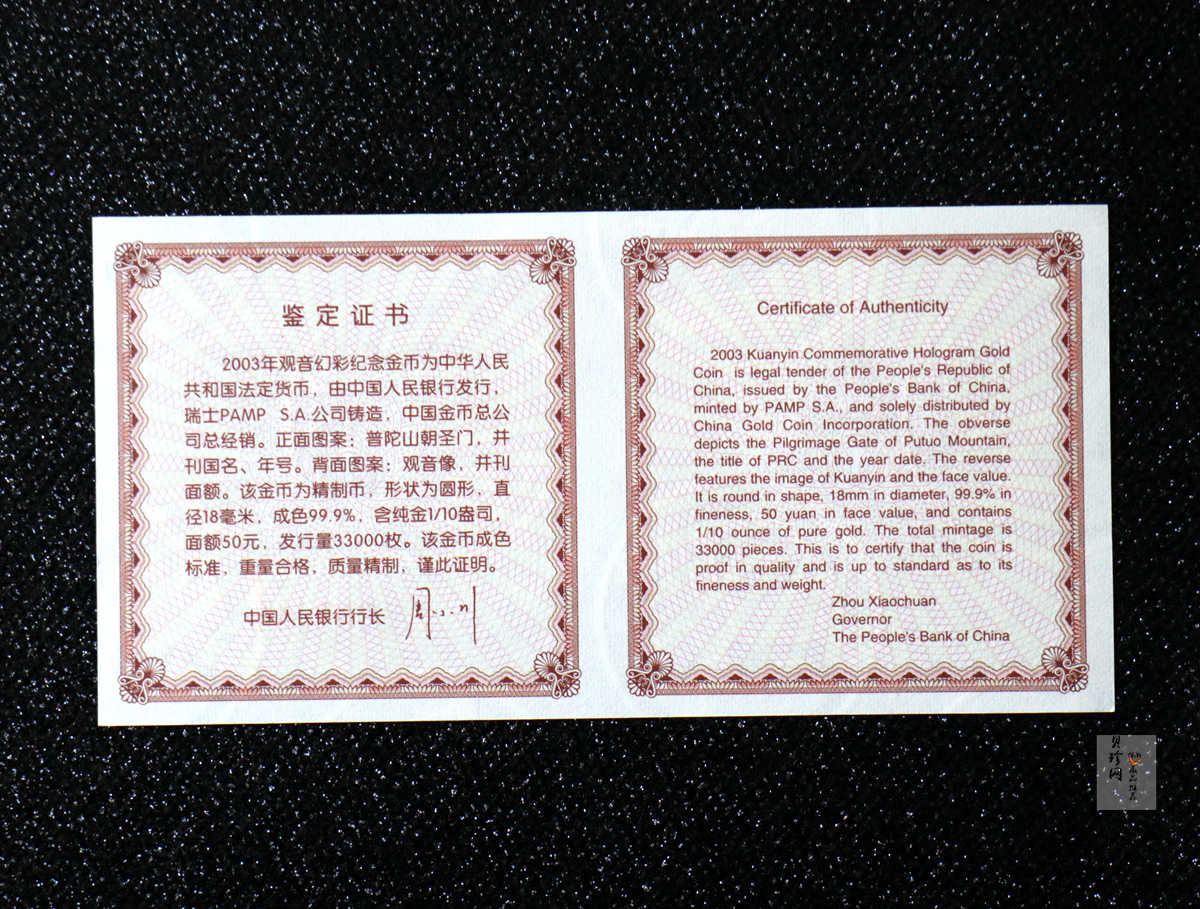 鉴定证书
2003年观音幻彩纪念金币为中华人民
共和国法定货币，由中国人民银行发行，
瑞士PAMP S.A.公司铸造，中国金币总公
司总经销。正面图案：普陀山朝圣门，并
刊国名、年号。背面图案：观音像，并刊
面额。该金币为精制币，形状为圆形，直
径18毫米，成色99.9%，含纯金1/10盎司，
面额50元，发行量33000枚。该金币成色
标准，重量合格，质量精制，谨此证明。
中国人民银行行长
Certificate of Authenticity
2003 Kuanyin Commemorative Hologram Gold
Coin is legal tender of the People's Republic of
China, issued by the People's Bank of China,
minted by PAMP S.A., and solely distributed by
China Gold Coin Incorporation. The obverse
depicts the Pilgrimage Gate of Putuo Mountain,
the title of PRC and the year date. The reverse
features the image of Kuanyin and the face value.
It is round in shape, 18mm in diameter, 99.9% in
fineness, 50 yuan in face value, and contains
1/10 ounce of pure gold. The total mintage is
33000 pieces. This is to certify that the coin is
proof in quality and is up to standard as to its
fineness and weight.
Zhou Xiaochuan
Governor
The People's Bank of China
贝珍网